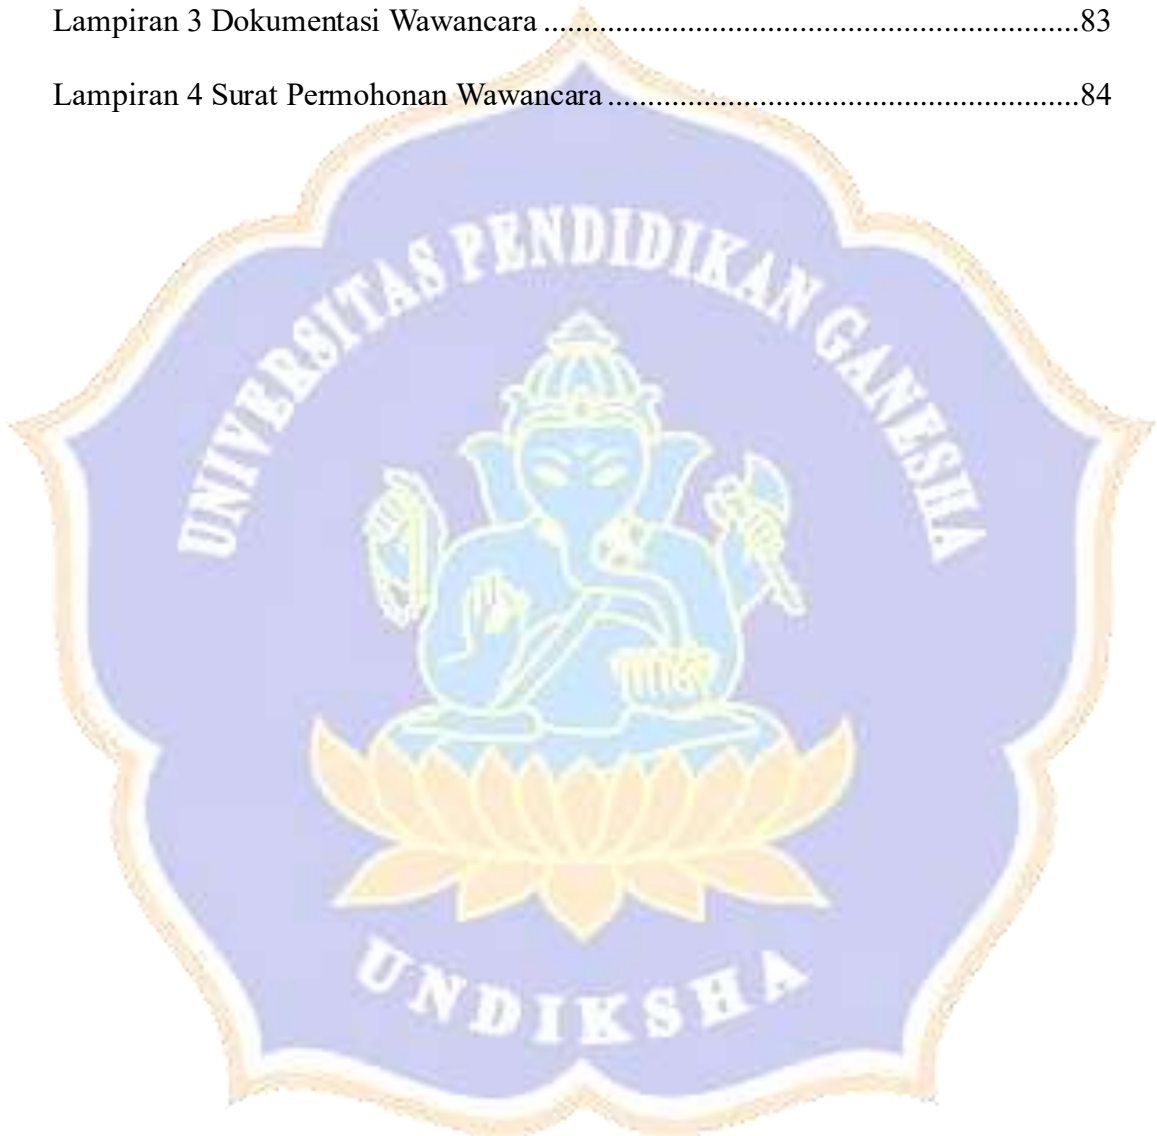 Lampiran 3 Dokumentasi Wawancara ....................................................................83
Lampiran 4 Surat Permohonan Wawancara ............................................................84
UNIVERSITAS PENDIDIKAN GANESHA
UNDIKSHA